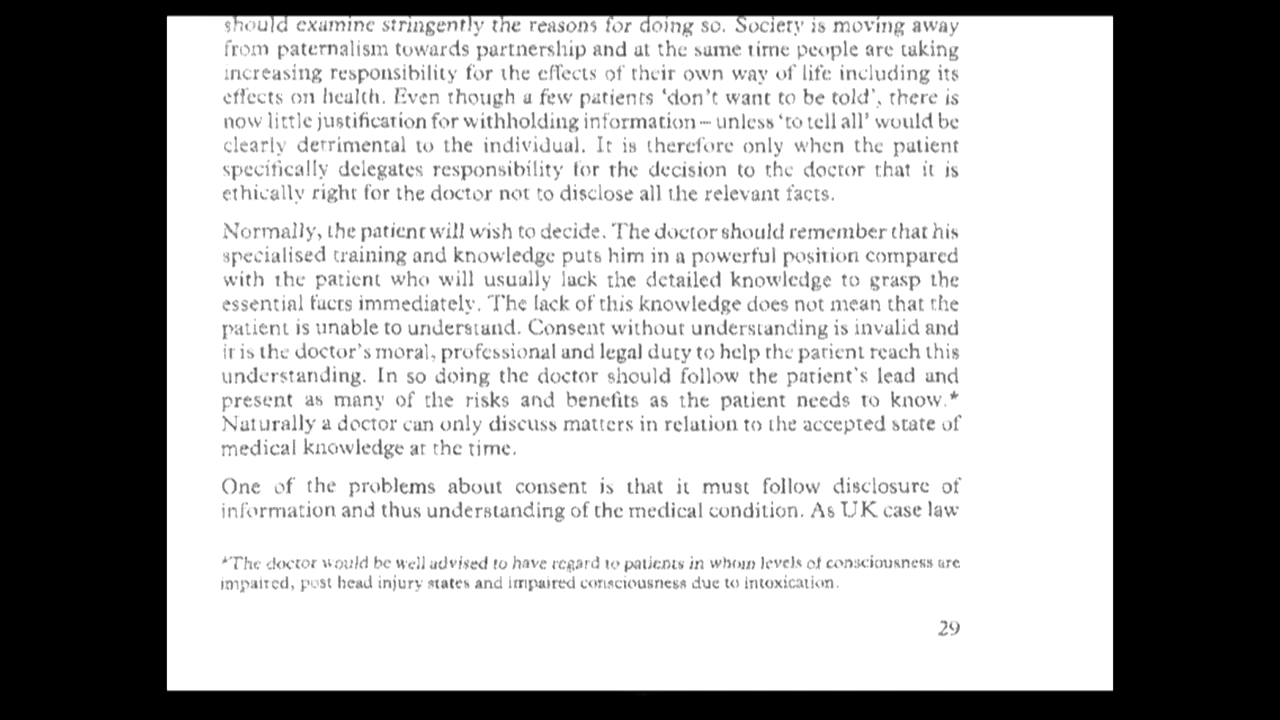 should examine stringently the reasons for doing so. Society is moving away
from paternalism towards partnership and at the same time people are taking
increasing responsibility for the effects of their own way of life including its
effects on health. Even though a few patients ‘don’t want to be told’, there is
now little justification for withholding information – unless ‘to tell all’ would be
clearly detrimental to the individual. It is therefore only when the patient
specifically delegates responsibility for the decision to the doctor that it is
ethically right for the doctor not to disclose all the relevant facts.
Normally, the patient will wish to decide. The doctor should remember that his
specialised training and knowledge puts him in a powerful position compared
with the patient who will usually lack the detailed knowledge to grasp the
essential facts immediately. The lack of this knowledge does not mean that the
patient is unable to understand. Consent without understanding is invalid and
it is the doctor’s moral, professional and legal duty to help the patient reach this
understanding. In so doing the doctor should follow the patient’s lead and
present as many of the risks and benefits as the patient needs to know.*
Naturally a doctor can only discuss matters in relation to the accepted state of
medical knowledge at the time.
One of the problems about consent is that it must follow disclosure of
information and thus understanding of the medical condition. As UK case law
*The doctor would be well advised to have regard to patients in whom levels of consciousness are
impaired, post head injury states and impaired consciousness due to intoxication.
29